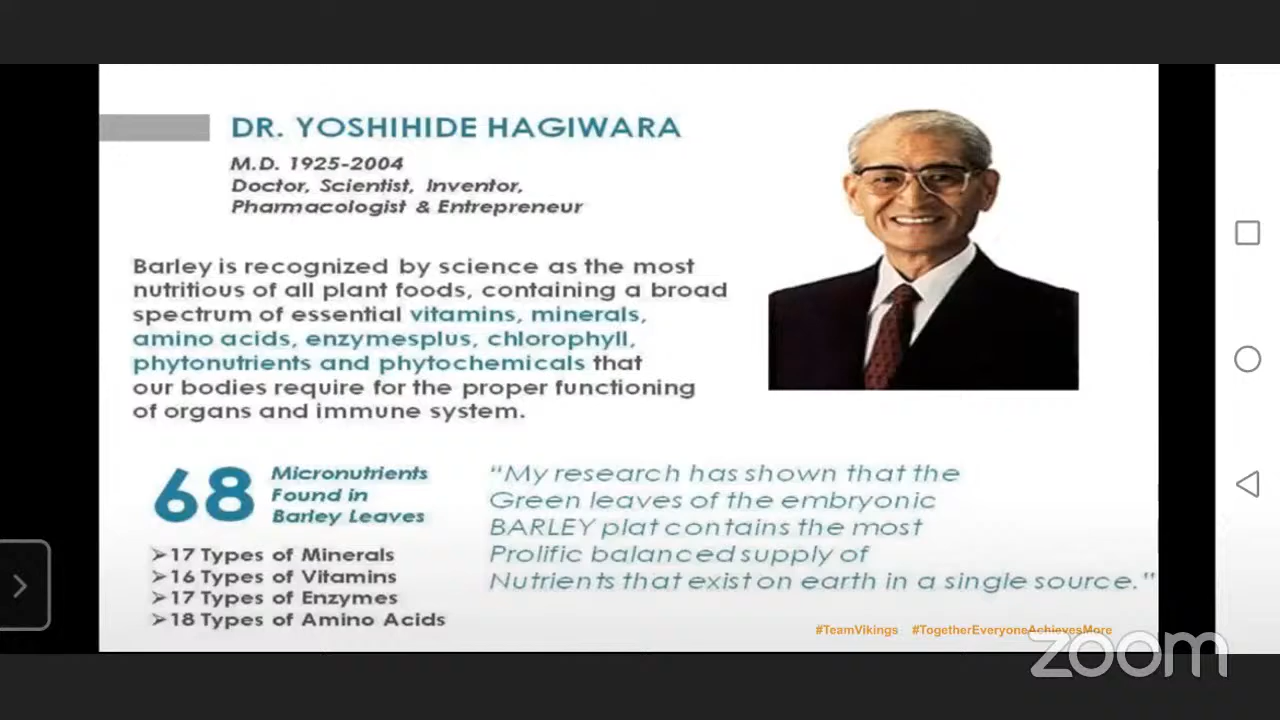 DR. YOSHIHIDE HAGIWARA
M.D. 1925-2004
Doctor, Scientist, Inventor,
Pharmacologist & Entrepreneur
Barley is recognized by science as the most
nutritious of all plant foods, containing a broad
spectrum of essential vitamins, minerals,
amino acids, enzymesplus, chlorophyll,
phytonutrients and phytochemicals that
our bodies require for the proper functioning
of organs and immune system.
68
Micronutrients
Found in
Barley Leaves
➢17 Types of Minerals
➢16 Types of Vitamins
➢17 Types of Enzymes
➢18 Types of Amino Acids
“My research has shown that the
Green leaves of the embryonic
BARLEY plat contains the most
Prolific balanced supply of
Nutrients that exist on earth in a single source.”
#TeamVikings #TogetherEveryoneAchievesMore
zoom